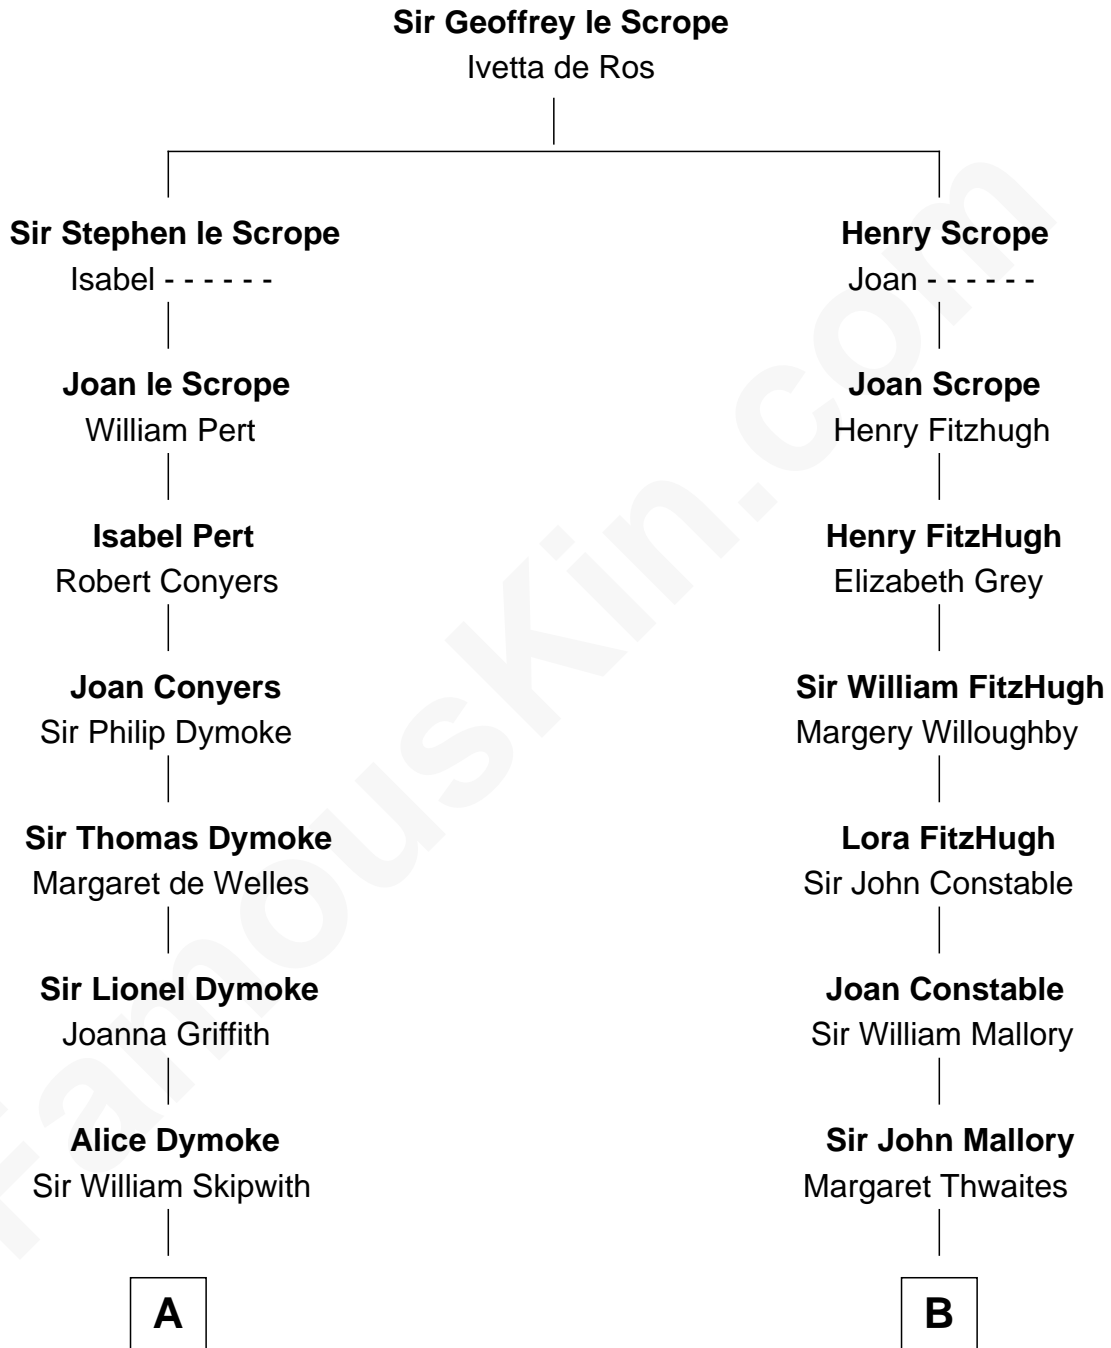 Sir Geoffrey le Scrope
Ivetta de Ros
Sir Stephen le Scrope
Isabel - - - - - -
Joan le Scrope
William Pert
Isabel Pert
Robert Conyers
Joan Conyers
Sir Philip Dymoke
Sir Thomas Dymoke
Margaret de Welles
Sir Lionel Dymoke
Joanna Griffith
Alice Dymoke
Sir William Skipwith
A
Henry Scrope
Joan - - - - - -
Joan Scrope
Henry Fitzhugh
Henry FitzHugh
Elizabeth Grey
Sir William FitzHugh
Margery Willoughby
Lora FitzHugh
Sir John Constable
Joan Constable
Sir William Mallory
Sir John Mallory
Margaret Thwaites
B
FamousKin.com